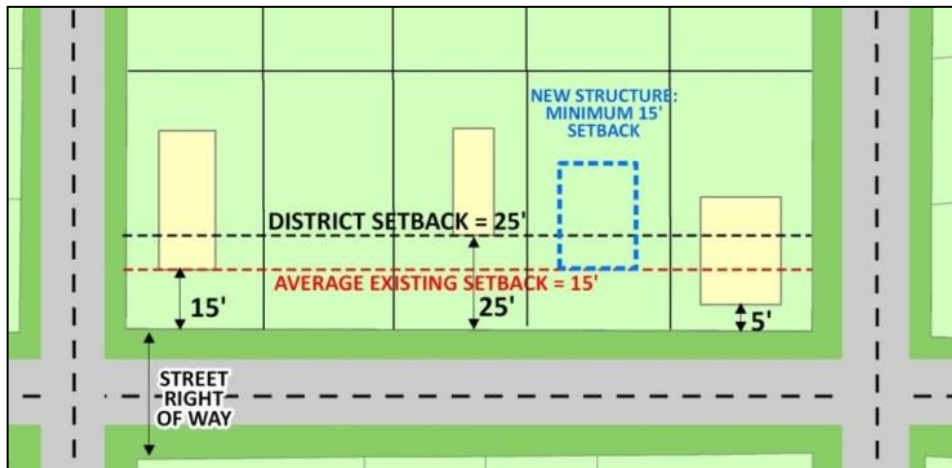 NEW STRUCTURE:
MINIMUM 15'
SETBACK
DISTRICT SETBACK = 25'
AVERAGE EXISTING SETBACK = 15'
15'
25'
5'
STREET
RIGHT
OF WAY